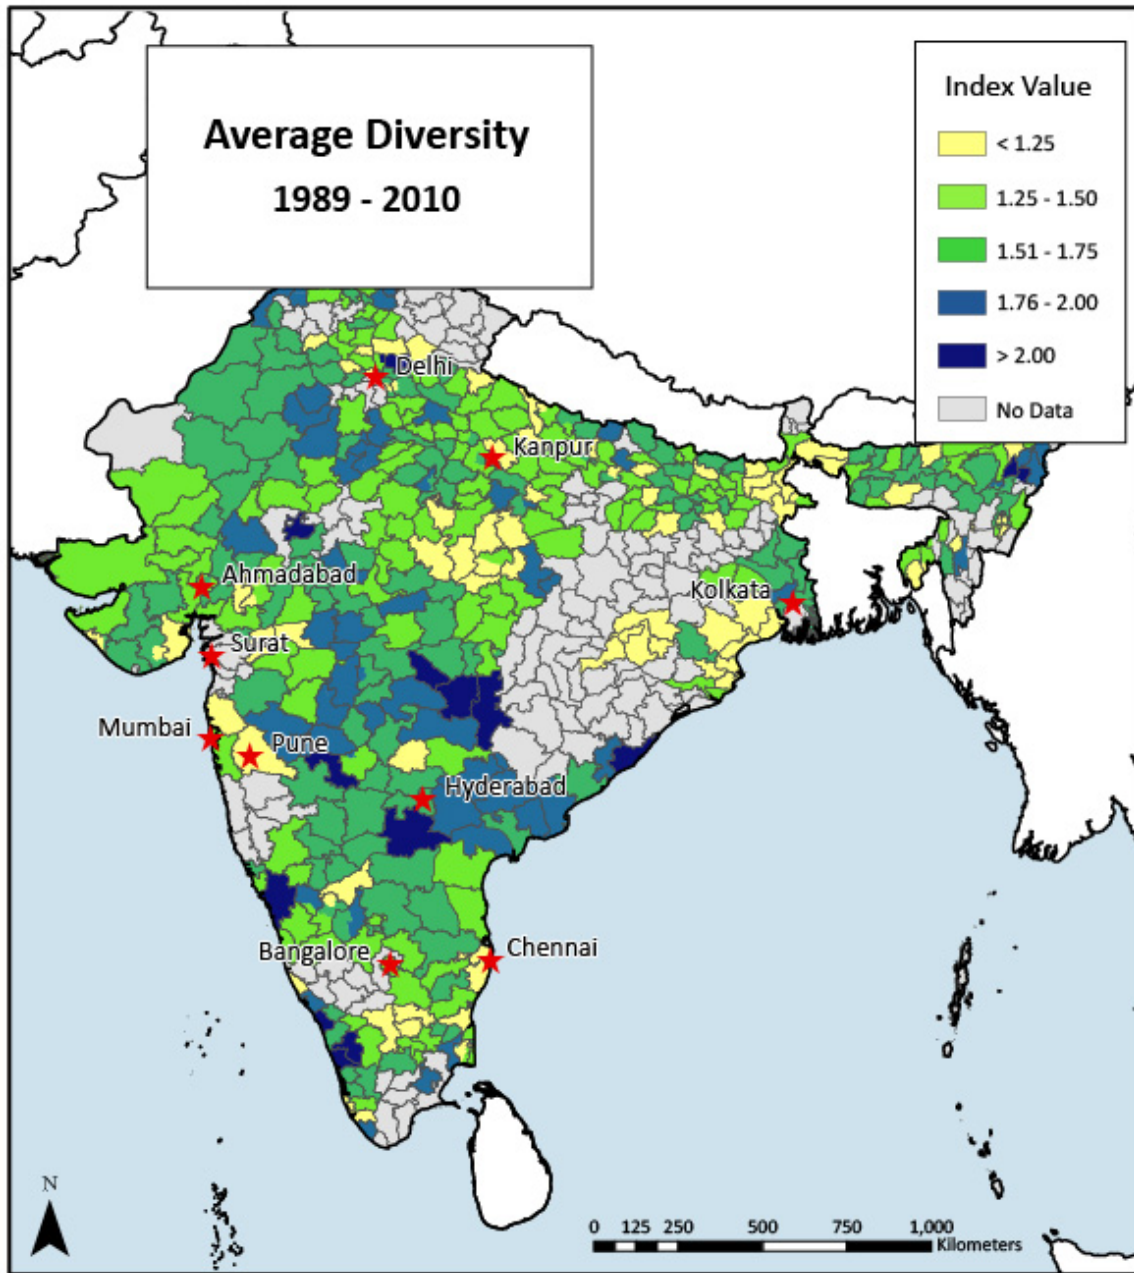 Average Diversity
1989 - 2010
Index Value
< 1.25
1.25 - 1.50
1.51 - 1.75
1.76 - 2.00
> 2.00
No Data
Delhi
Kanpur
Ahmadabad
Kolkata
Surat
Mumbai
Pune
Hyderabad
Bangalore
Chennai
N
0 125 250 500 750 1,000
Kilometers